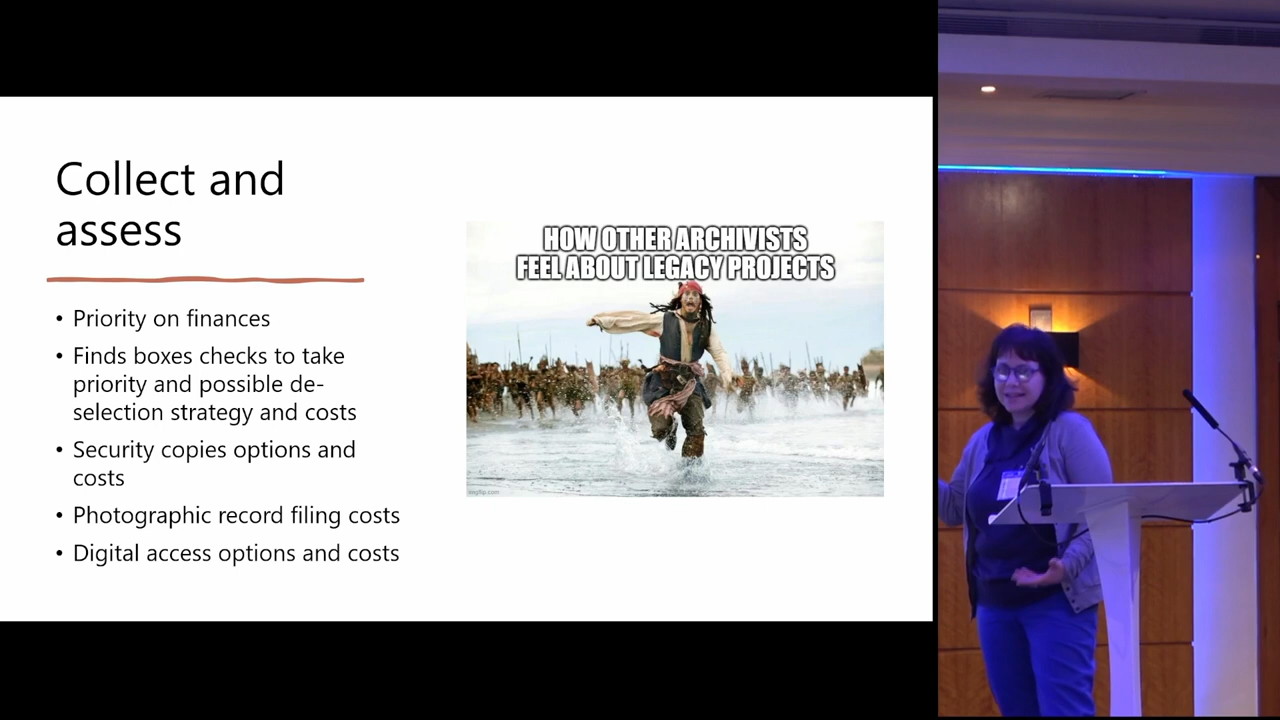 Collect and
assess
• Priority on finances
• Finds boxes checks to take
priority and possible de-
selection strategy and costs
• Security copies options and
costs
• Photographic record filing costs
• Digital access options and costs
HOW OTHER ARCHIVISTS
FEEL ABOUT LEGACY PROJECTS
imgflip.com